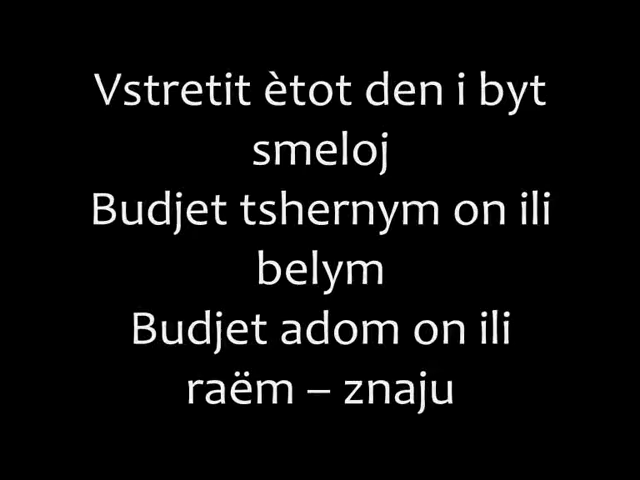 Vstretit ètot den i byt
smeloj
Budjet tshernym on ili
belym
Budjet adom on ili
raëm – znaju